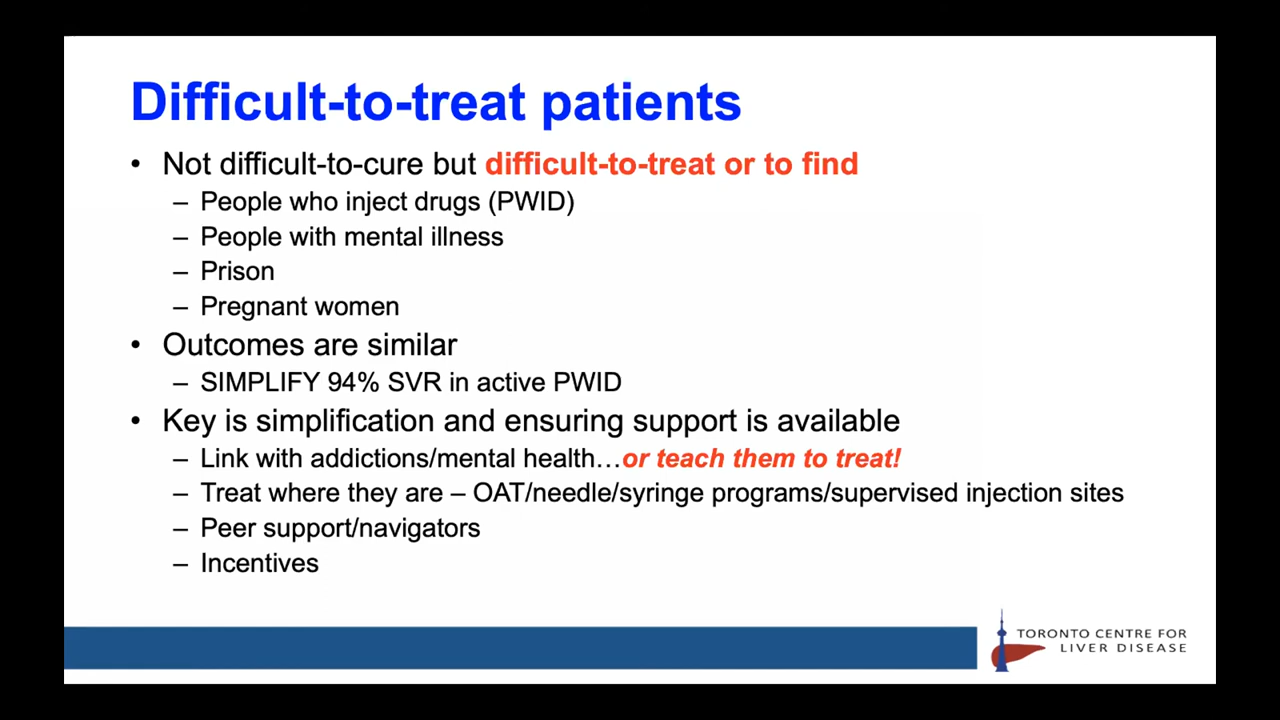 Difficult-to-treat patients
• Not difficult-to-cure but difficult-to-treat or to find
– People who inject drugs (PWID)
– People with mental illness
– Prison
– Pregnant women
• Outcomes are similar
– SIMPLIFY 94% SVR in active PWID
• Key is simplification and ensuring support is available
– Link with addictions/mental health…or teach them to treat!
– Treat where they are – OAT/needle/syringe programs/supervised injection sites
– Peer support/navigators
– Incentives
TORONTO CENTRE FOR
LIVER DISEASE